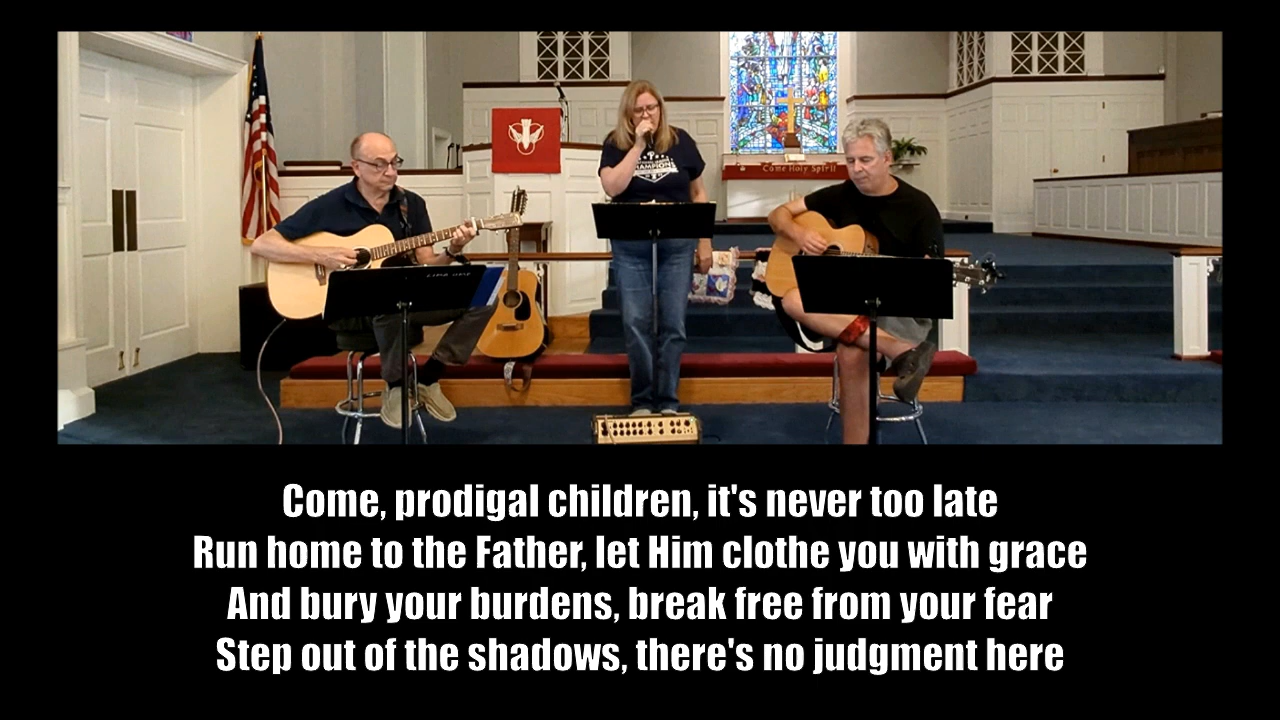 CHAMPIONS
Come Holy Spirit
Come, prodigal children, it's never too late
Run home to the Father, let Him clothe you with grace
And bury your burdens, break free from your fear
Step out of the shadows, there's no judgment here